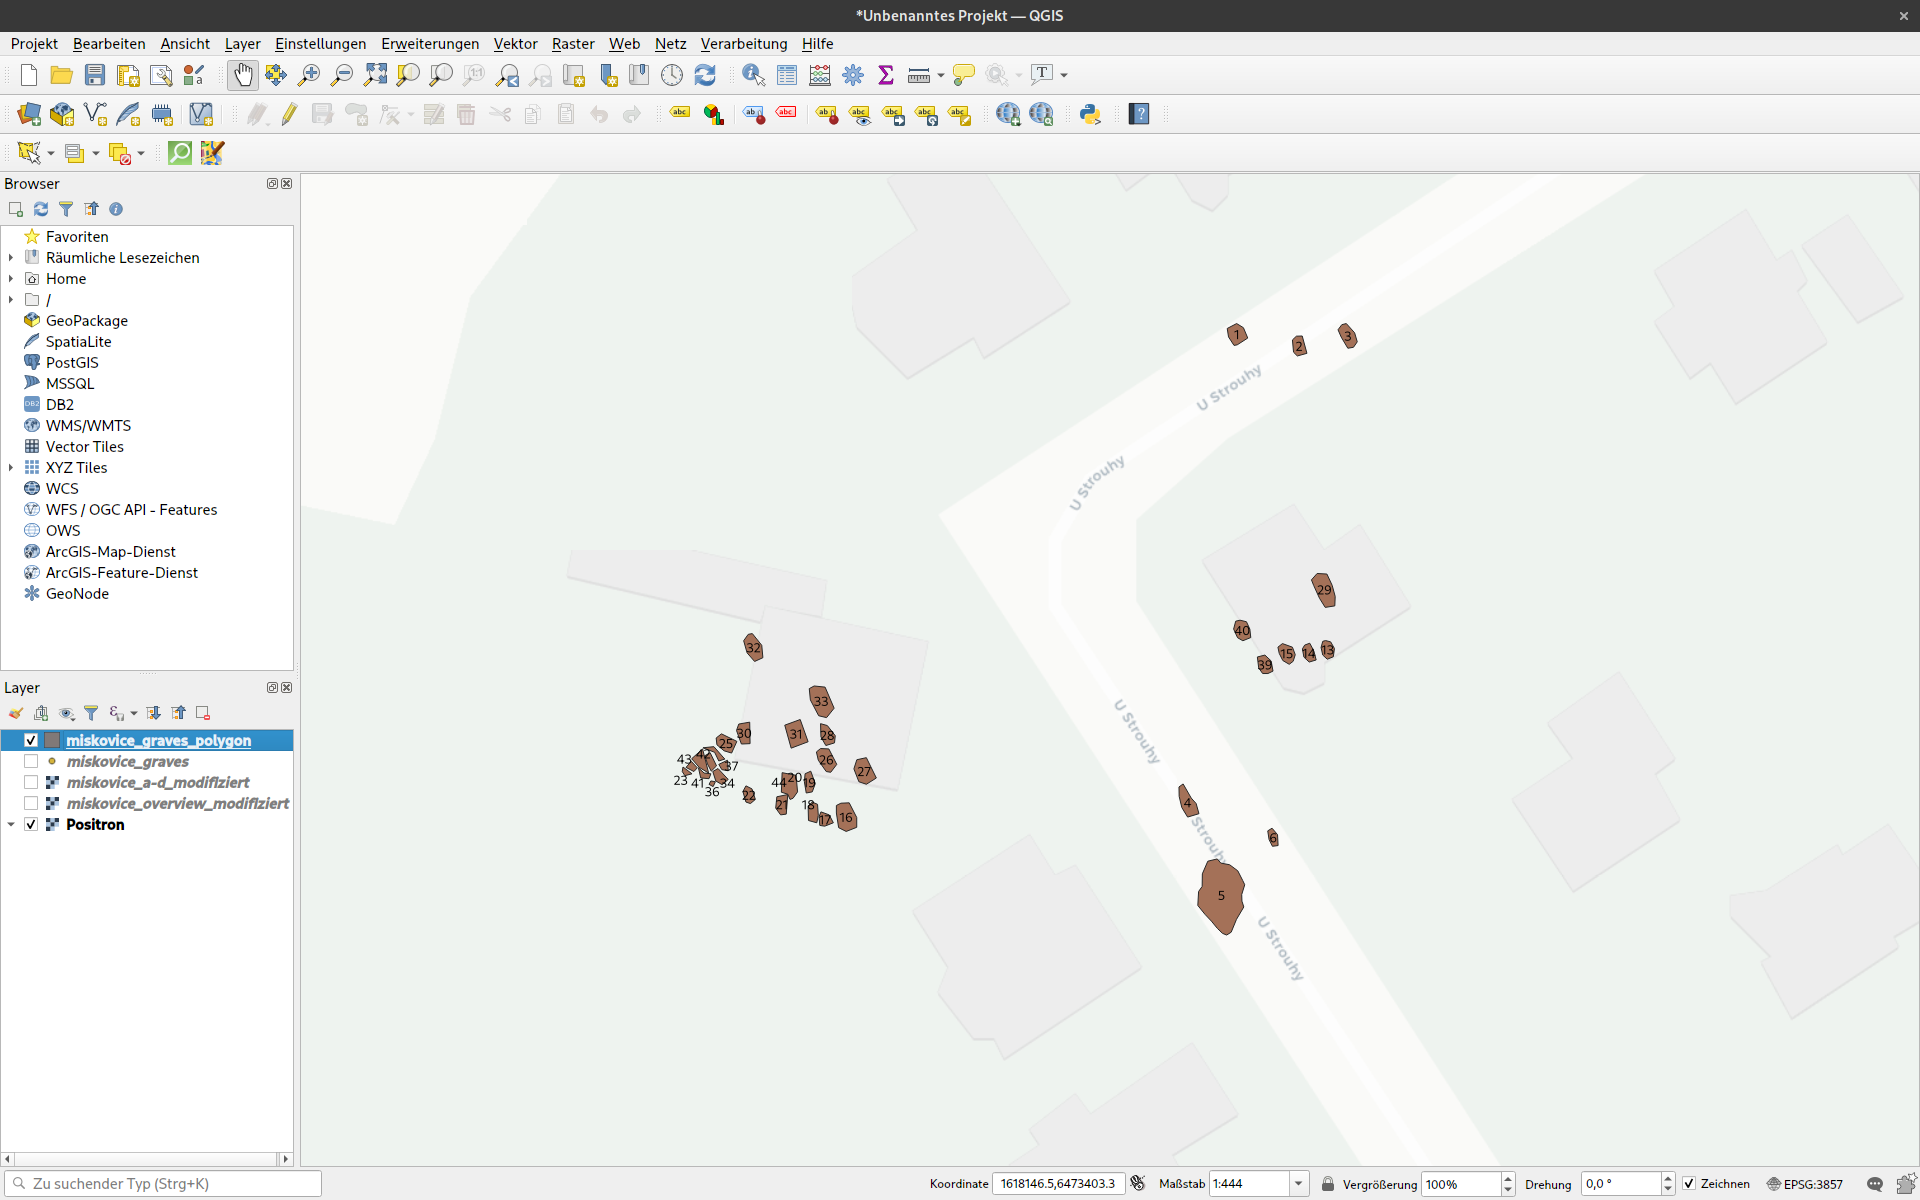 *Unbenanntes Projekt — QGIS
Projekt Bearbeiten Ansicht Layer Einstellungen Erweiterungen Vektor Raster Web Netz Verarbeitung Hilfe
Browser
Favoriten
Räumliche Lesezeichen
Home
/
GeoPackage
SpatiaLite
PostGIS
MSSQL
DB2
WMS/WMTS
Vector Tiles
XYZ Tiles
WCS
WFS / OGC API - Features
OWS
ArcGIS-Map-Dienst
ArcGIS-Feature-Dienst
GeoNode
Layer
miskovice_graves_polygon
miskovice_graves
miskovice_a-d_modifiziert
miskovice_overview_modifiziert
Positron
1
2
3
U Strouhy
U Strouhy
29
40
39
15
14
13
32
33
30
31
28
25
26
27
43
42
37
23
41
34
36
22
44
20
19
21
18
17
16
U Strouhy
4
Strouhy
6
5
U Strouhy
Zu suchender Typ (Strg+K)
Koordinate 1618146.5,6473403.3 Maßstab 1:444 Vergrößerung 100% Drehung 0,0 ° Zeichnen EPSG:3857